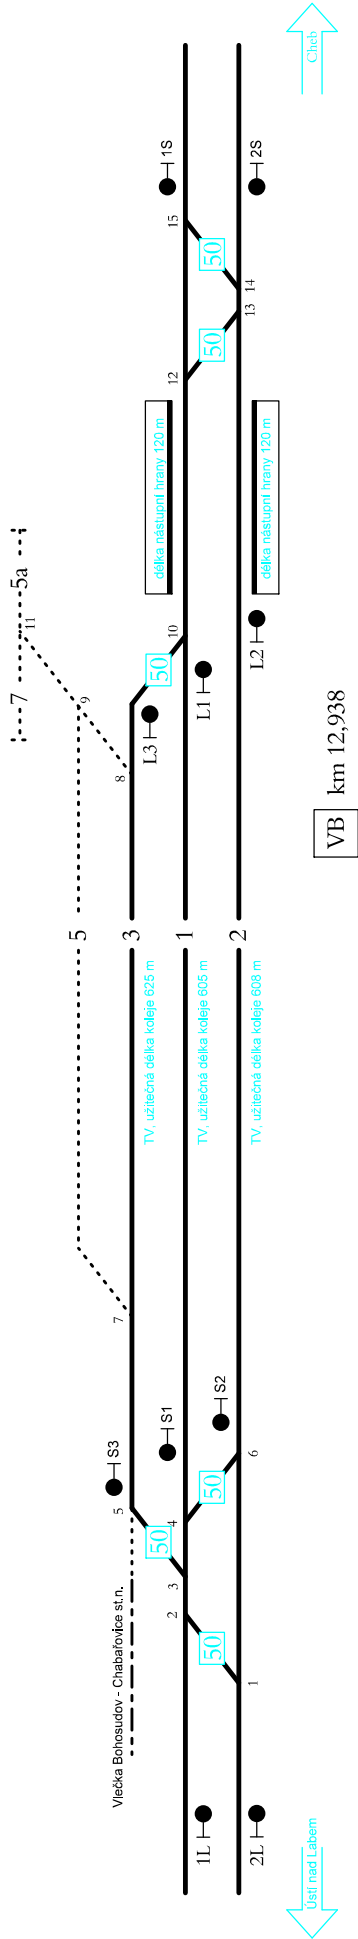 Cheb
1S
2S
15
50
14
13
50
12
délka nástupní hrany 120 m
délka nástupní hrany 120 m
5a
11
7
10
L2
9
50
L1
L3
8
VB
km 12,938
5
3
1
2
TV, užitečná délka koleje 625 m
TV, užitečná délka koleje 605 m
TV, užitečná délka koleje 608 m
7
S3
S1
S2
5
4
6
50
50
3
2
50
1
Vlečka Bohosudov - Chabařovice st.n.
1L
2L
Ústí nad Labem